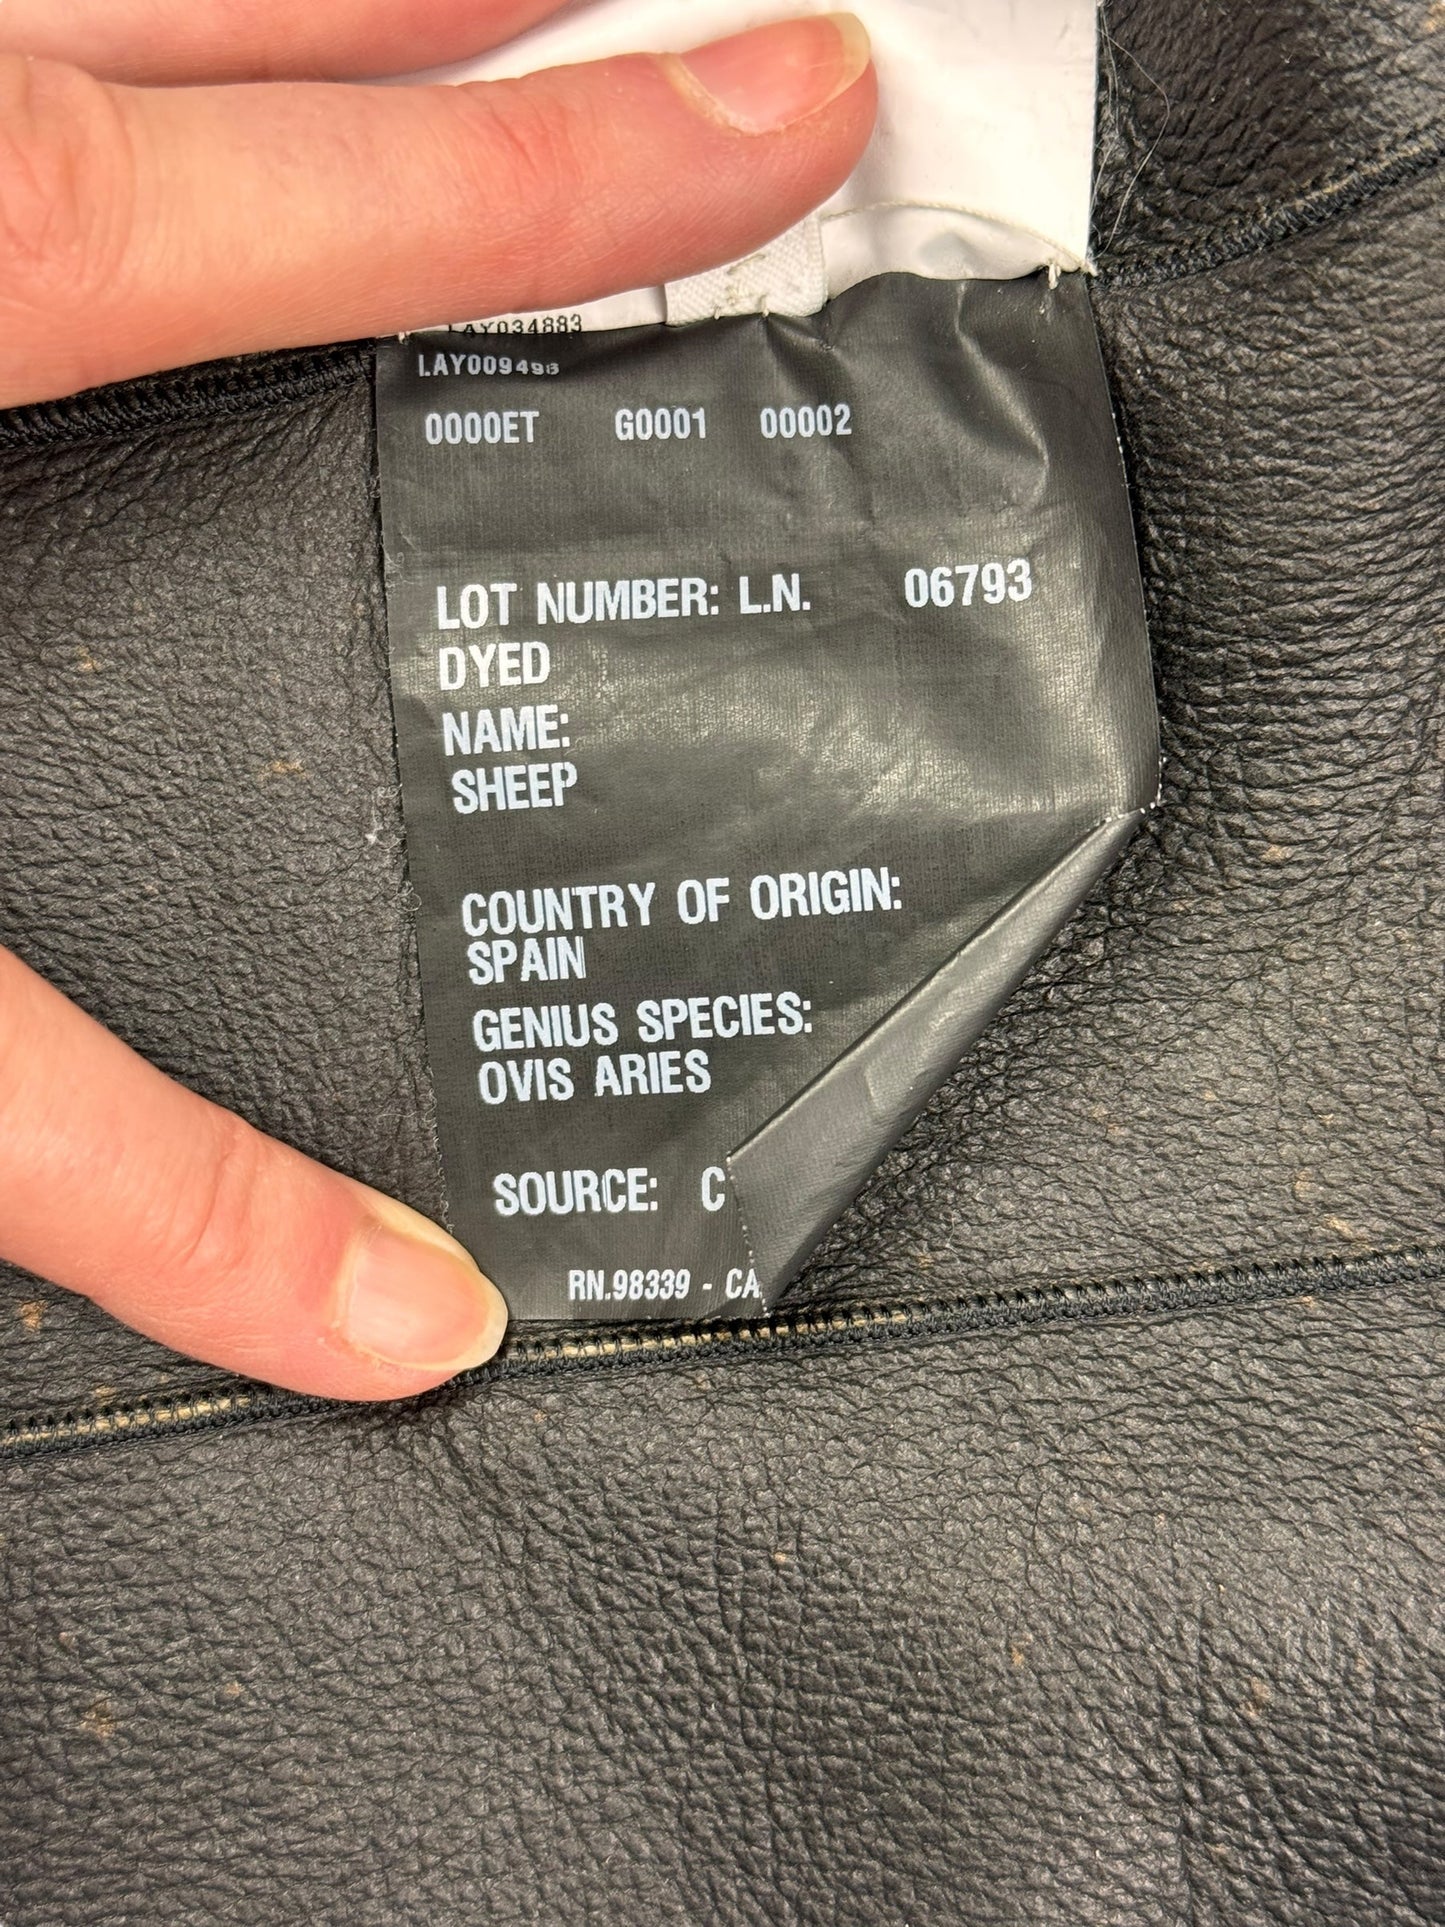 LAY034883
LAY009496
0000ET G0001 00002
LOT NUMBER: L.N. 06793
DYED
NAME:
SHEEP
COUNTRY OF ORIGIN:
SPAIN
GENIUS SPECIES:
OVIS ARIES
SOURCE: C
RN.98339 - CA